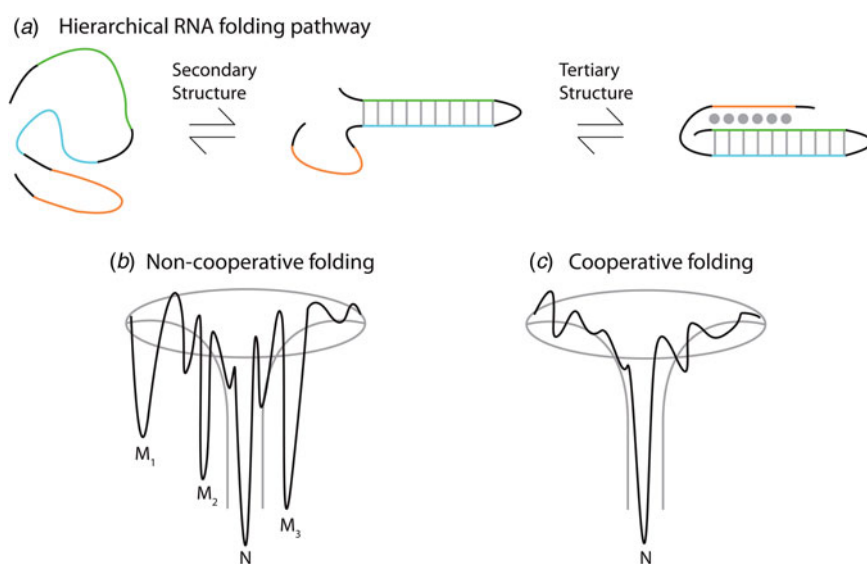 (a) Hierarchical RNA folding pathway
Secondary
Structure
Tertiary
Structure
(b) Non-cooperative folding
(c) Cooperative folding
M1
M2
M3
N
N